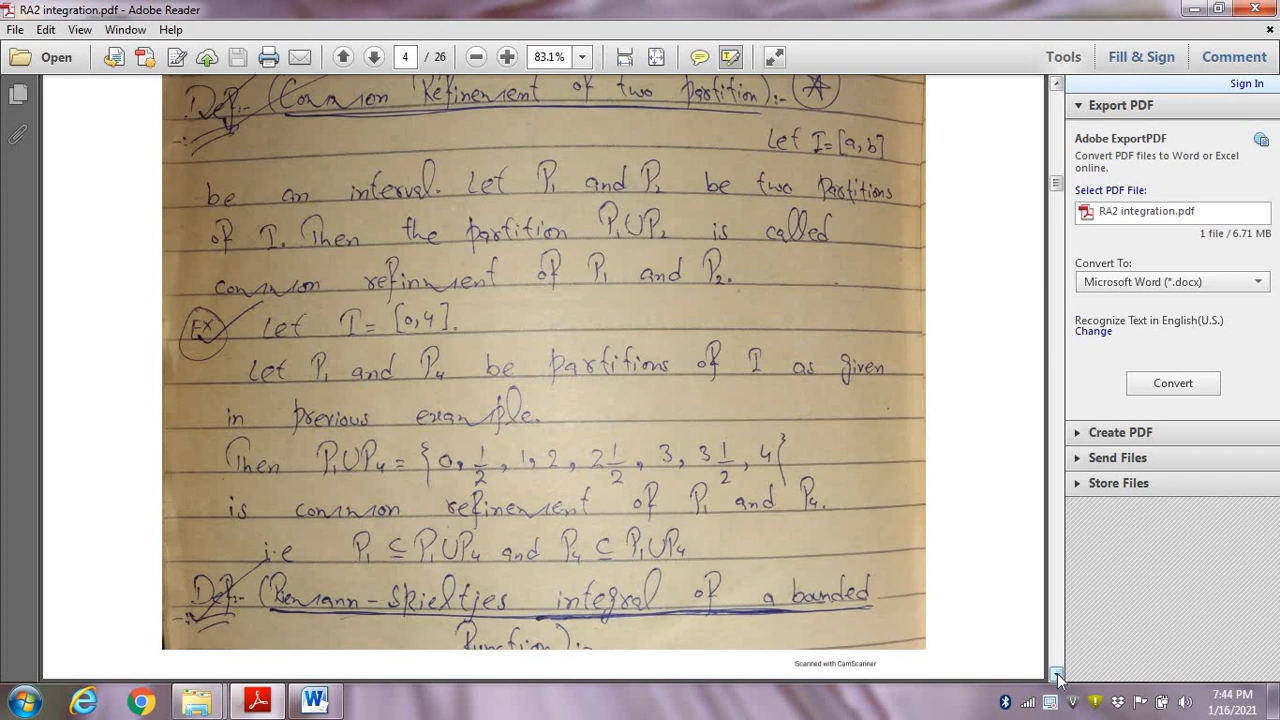 RA2 integration.pdf - Adobe Reader
File Edit View Window Help
Open 4 / 26 83.1% Tools Fill & Sign Comment
Sign In
Def:- (Common Refinement of two partition):-
Let I = [a, b]
be an interval. Let P₁ and P₂ be two partitions
of I. Then the partition P₁∪P₂ is called
common refinment of P₁ and P₂.
Ex Let I = [0,4].
Let P₁ and P₄ be partitions of I as given
in previous example.
Then P₁∪P₄ = {0, 1/2, 1, 2, 2 1/2, 3, 3 1/2, 4}
is common refinement of P₁ and P₄.
i.e P₁ ⊆ P₁∪P₄ and P₄ ⊆ P₁∪P₄
Def:- (Riemann-Skieltjes integral of a bounded
Function):-
Scanned with CamScanner
Export PDF
Adobe ExportPDF
Convert PDF files to Word or Excel
online.
Select PDF File:
RA2 integration.pdf
1 file / 6.71 MB
Convert To:
Microsoft Word (*.docx)
Recognize Text in English(U.S.)
Change
Convert
Create PDF
Send Files
Store Files
7:44 PM
1/16/2021